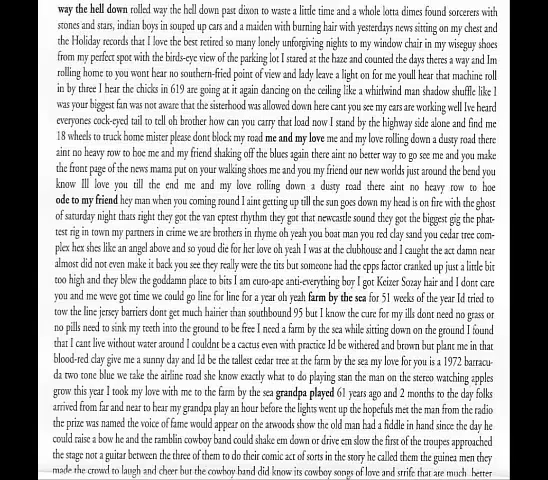 way the hell down rolled way the hell down past dixon to waste a little time and a whole lotta dimes found sorcerers with
stones and stars, indian boys in souped up cars and a maiden with burning hair with yesterdays news sitting on my chest and
the Holiday records that I love the best retired so many lonely unforgiving nights to my window chair in my wiseguy shoes
from my perfect spot with the birds-eye view of the parking lot I stared at the haze and counted the days theres a way and Im
rolling home to you wont hear no southern-fried point of view and lady leave a light on for me youll hear that machine roll
in by three I hear the chicks in 619 are going at it again dancing on the ceiling like a whirlwind man shadow shuffle like I
was your biggest fan was not aware that the sisterhood was allowed down here cant you see my ears are working well Ive heard
everyones cock-eyed tail to tell oh brother how can you carry that load now I stand by the highway side alone and find me
18 wheels to truck home mister please dont block my road me and my love me and my love rolling down a dusty road there
aint no heavy row to hoe me and my friend shaking off the blues again there aint no better way to go see me and you make
the front page of the news mama put on your walking shoes me and you my friend our new worlds just around the bend you
know Ill love you till the end me and my love rolling down a dusty road there aint no heavy row to hoe
ode to my friend hey man when you coming round I aint getting up till the sun goes down my head is on fire with the ghost
of saturday night thats right they got the van eptest rhythm they got that newcastle sound they got the biggest gig the phat-
test rig in town my partners in crime we are brothers in rhyme oh yeah you boat man you red clay sand you cedar tree com-
plex hex shes like an angel above and so youd die for her love oh yeah I was at the clubhouse and I caught the act damn near
almost did not even make it back you see they really were the tits but someone had the epps factor cranked up just a little bit
too high and they blew the goddamn place to bits I am euro-ape anti-everything boy I got Keizer Sozay hair and I dont care
you and me weve got time we could go line for line for a year oh yeah farm by the sea for 51 weeks of the year Id tried to
tow the line jersey barriers dont get much hairier than southbound 95 but I know the cure for my ills dont need no grass or
no pills need to sink my teeth into the ground to be free I need a farm by the sea while sitting down on the ground I found
that I cant live without water around I couldnt be a cactus even with practice Id be withered and brown but plant me in that
blood-red clay give me a sunny day and Id be the tallest cedar tree at the farm by the sea my love for you is a 1972 barracu-
da two tone blue we take the airline road she know exactly what to do playing stan the man on the stereo watching apples
grow this year I took my love with me to the farm by the sea grandpa played 61 years ago and 2 months to the day folks
arrived from far and near to hear my grandpa play an hour before the lights went up the hopefuls met the man from the radio
the prize was named the voice of fame would appear on the atwoods show the old man had a fiddle in hand since the day he
could raise a bow he and the ramblin cowboy band could shake em down or drive em slow the first of the troupes approached
the stage not a guitar between the three of them to do their comic act of sorts in the story he called them the guinea men they
made the crowd to laugh and cheer but the cowboy band did know its cowboy songs of love and strife that are much better